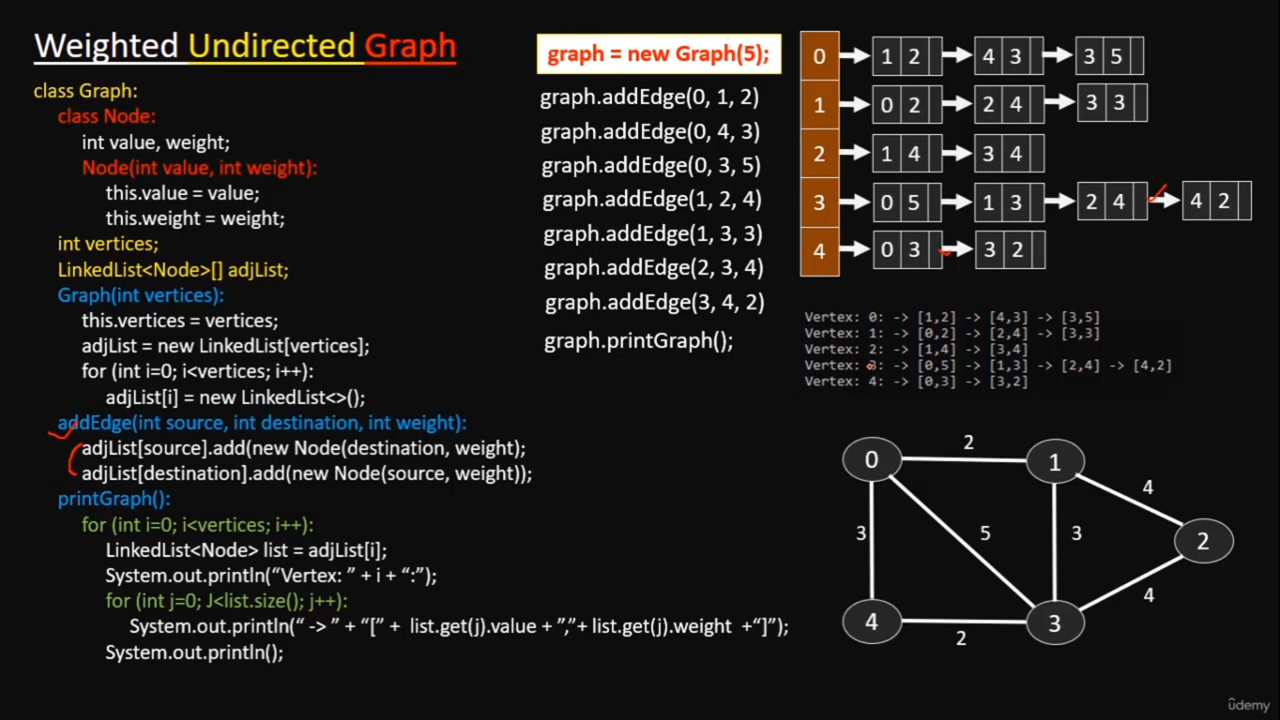 Weighted Undirected Graph
class Graph:
class Node:
int value, weight;
Node(int value, int weight):
this.value = value;
this.weight = weight;
int vertices;
LinkedList<Node>[] adjList;
Graph(int vertices):
this.vertices = vertices;
adjList = new LinkedList[vertices];
for (int i=0; i<vertices; i++):
adjList[i] = new LinkedList<>();
addEdge(int source, int destination, int weight):
adjList[source].add(new Node(destination, weight);
adjList[destination].add(new Node(source, weight));
printGraph():
for (int i=0; i<vertices; i++):
LinkedList<Node> list = adjList[i];
System.out.println(“Vertex: ” + i + “:”);
for (int j=0; J<list.size(); j++):
System.out.println(“ -> ” + “[” + list.get(j).value + ”,”+ list.get(j).weight +“]”);
System.out.println();
graph = new Graph(5);
graph.addEdge(0, 1, 2)
graph.addEdge(0, 4, 3)
graph.addEdge(0, 3, 5)
graph.addEdge(1, 2, 4)
graph.addEdge(1, 3, 3)
graph.addEdge(2, 3, 4)
graph.addEdge(3, 4, 2)
graph.printGraph();
0 1 2 4 3 3 5
1 0 2 2 4 3 3
2 1 4 3 4
3 0 5 1 3 2 4 4 2
4 0 3 3 2
Vertex: 0: -> [1,2] -> [4,3] -> [3,5]
Vertex: 1: -> [0,2] -> [2,4] -> [3,3]
Vertex: 2: -> [1,4] -> [3,4]
Vertex: 3: -> [0,5] -> [1,3] -> [2,4] -> [4,2]
Vertex: 4: -> [0,3] -> [3,2]
0 2 1
4
3 5 3 2
4
4 2 3
udemy